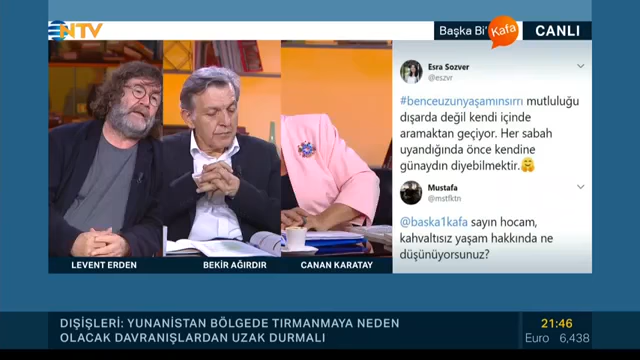 NTV
Başka Bi'
Kafa
CANLI
Esra Sozver
@eszvr
#benceuzunyaşamınsırrı mutluluğu
dışarda değil kendi içinde
aramaktan geçiyor. Her sabah
uyandığında önce kendine
günaydın diyebilmektir.🤗
Mustafa
@mstfktn
@baska1kafa sayın hocam,
kahvaltısız yaşam hakkında ne
düşünüyorsunuz?
LEVENT ERDEN
BEKİR AĞIRDIR
CANAN KARATAY
DIŞİŞLERİ: YUNANİSTAN BÖLGEDE TIRMANMAYA NEDEN
OLACAK DAVRANIŞLARDAN UZAK DURMALI
21:46
Euro 6,438